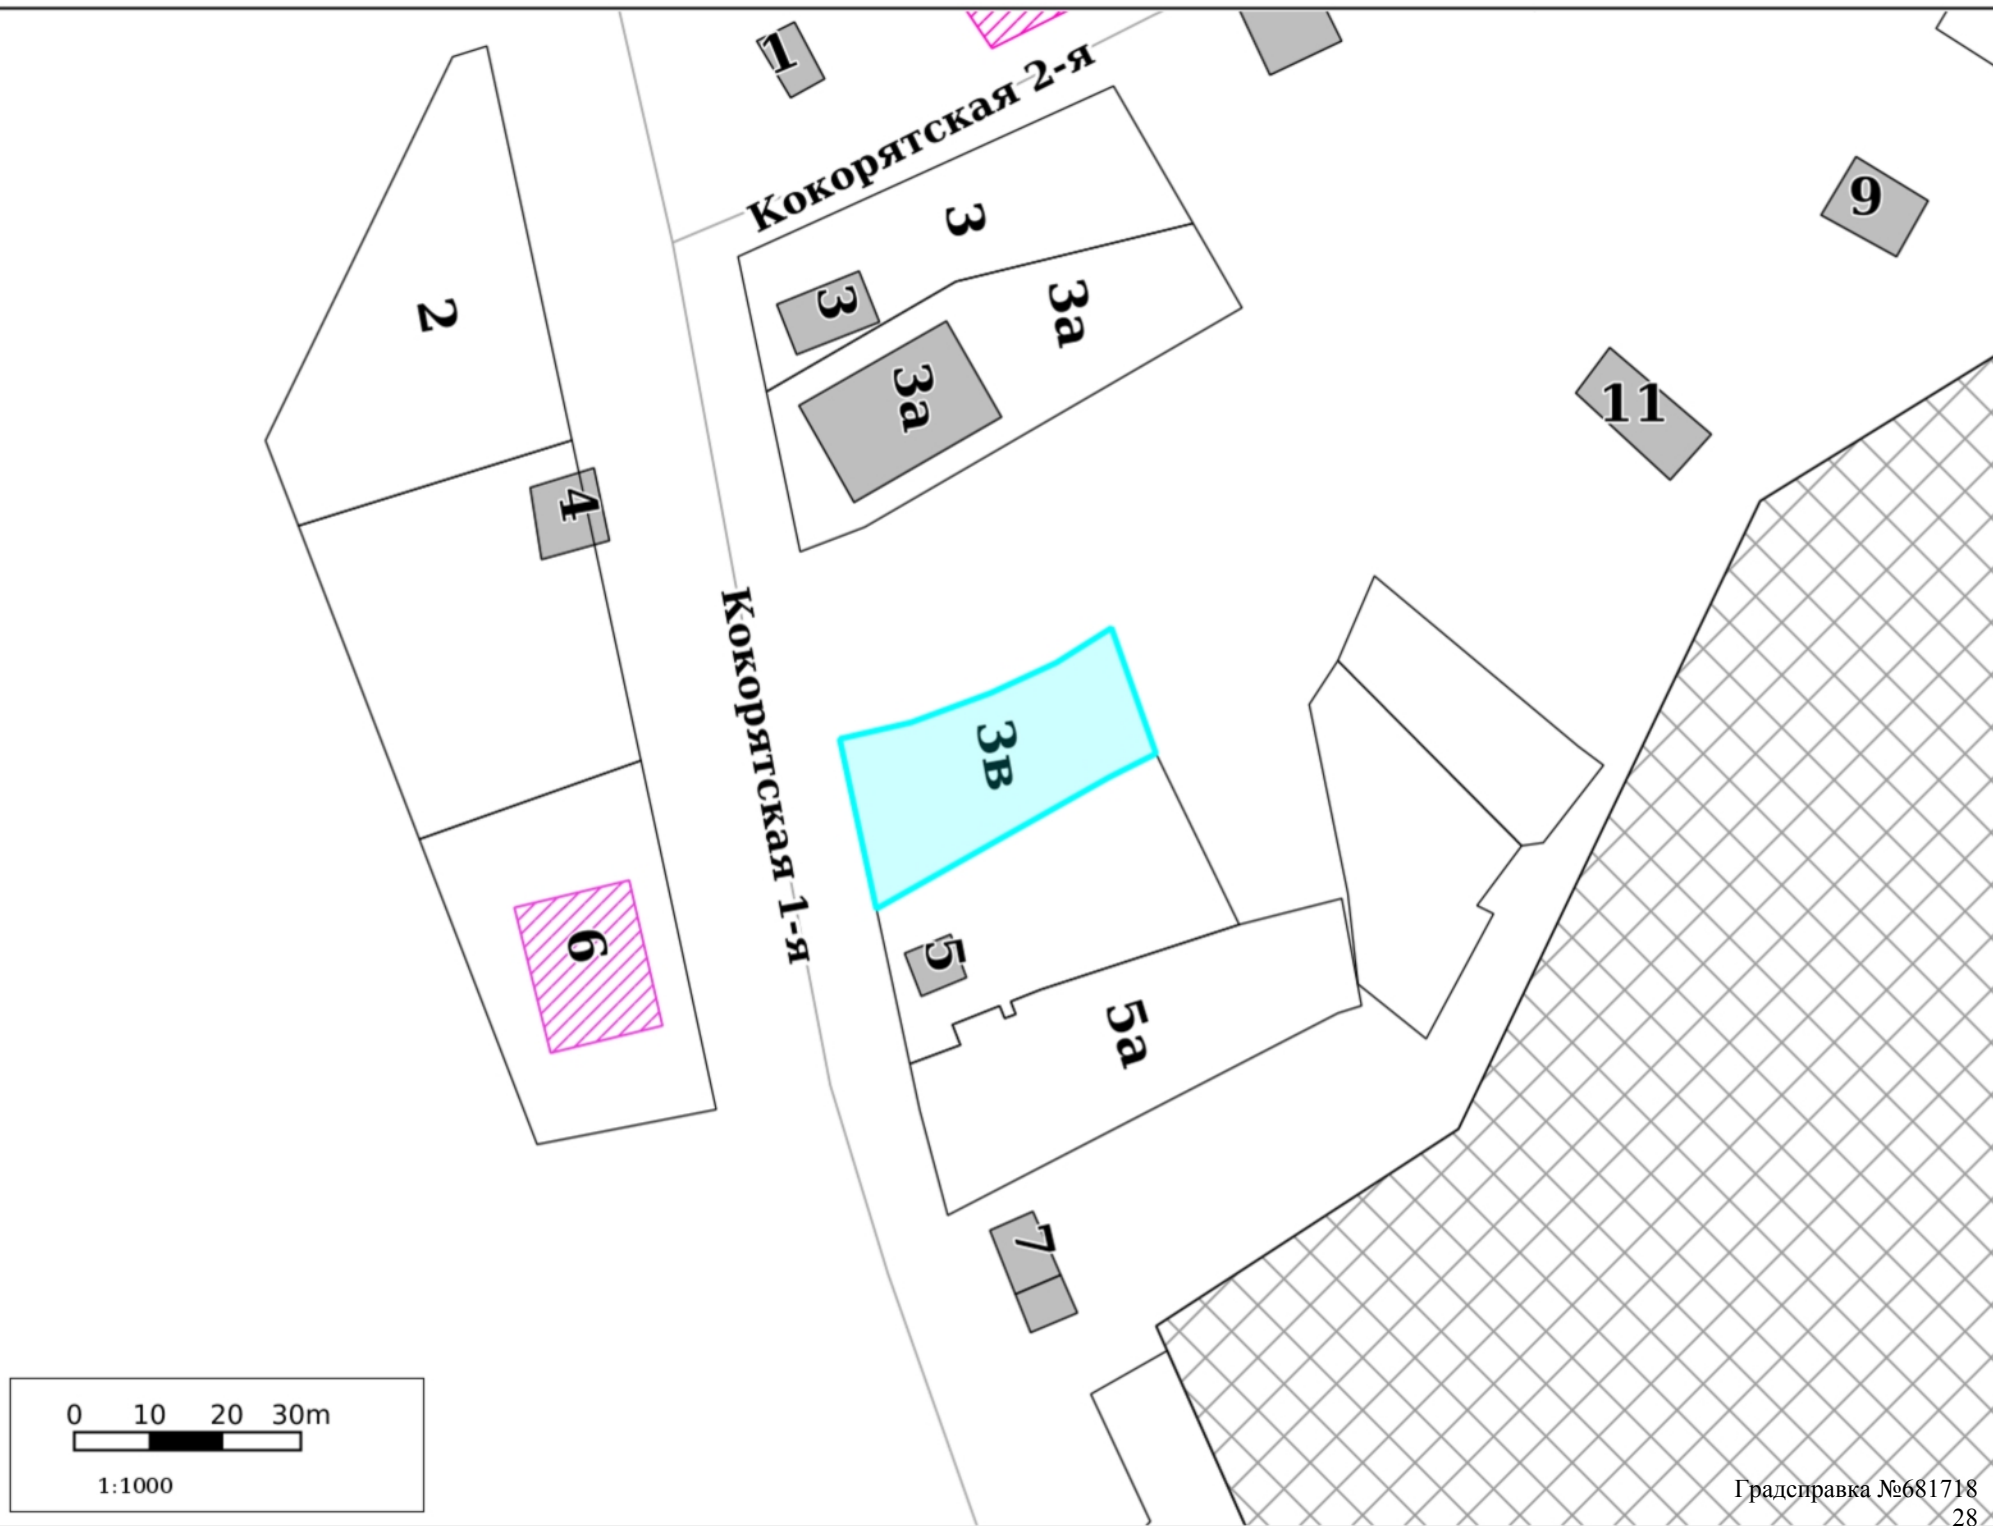 1
Кокорятская 2-я
9
3
2
3
3а
3а
11
4
Кокорятская 1-я
3в
6
5
5а
7
0 10 20 30m
1:1000
Градсправка №681718
28